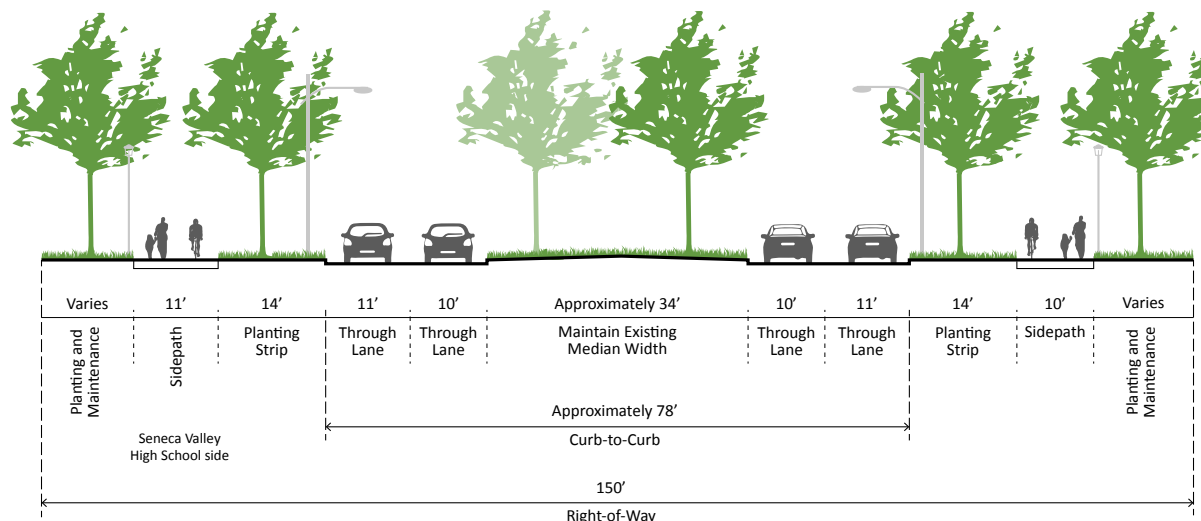 Varies 11’ 14’ 11’ 10’ Approximately 34’ 10’ 11’ 14’ 10’ Varies
Planting and
Maintenance
Sidepath
Planting
Strip
Through
Lane
Through
Lane
Maintain Existing
Median Width
Through
Lane
Through
Lane
Planting
Strip
Sidepath
Planting and
Maintenance
Approximately 78’
Curb-to-Curb
Seneca Valley
High School side
150’
Right-of-Way